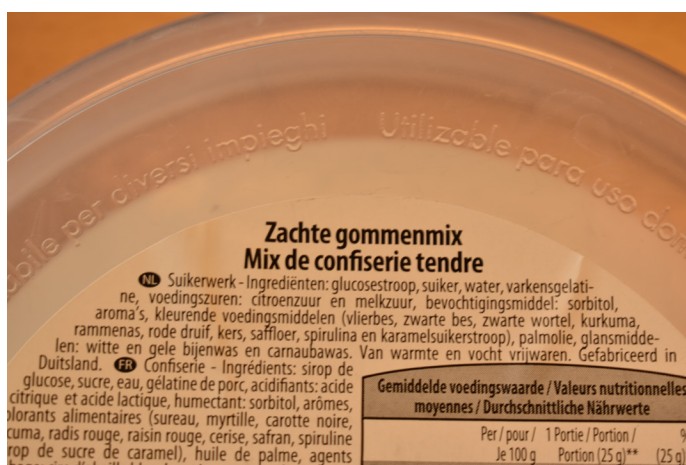 per diversi impieghi
Utilizable para uso
Zachte gommenmix
Mix de confiserie tendre
NL Suikerwerk - Ingrediënten: glucosestroop, suiker, water, varkensgelati-
ne, voedingszuren: citroenzuur en melkzuur, bevochtigingsmiddel: sorbitol,
aroma's, kleurende voedingsmiddelen (vlierbes, zwarte bes, zwarte wortel, kurkuma,
rammenas, rode druif, kers, saffloer, spirulina en karamelsuikerstroop), palmolie, glansmidde-
len: witte en gele bijenwas en carnaubawas. Van warmte en vocht vrijwaren. Gefabriceerd in
Duitsland. FR Confiserie - Ingrédients: sirop de
glucose, sucre, eau, gélatine de porc, acidifiants: acide
citrique et acide lactique, humectant: sorbitol, arômes,
alimentaires (sureau, myrtille, carotte noire,
radis rouge, raisin rouge, cerise, safran, spiruline
de sucre de caramel), huile de palme, agents
Gemiddelde voedingswaarde / Valeurs nutritionnelles
moyennes / Durchschnittliche Nährwerte
Per / pour / 1 Portie / Portion / %
Je 100 g Portion (25 g)** (25 g)